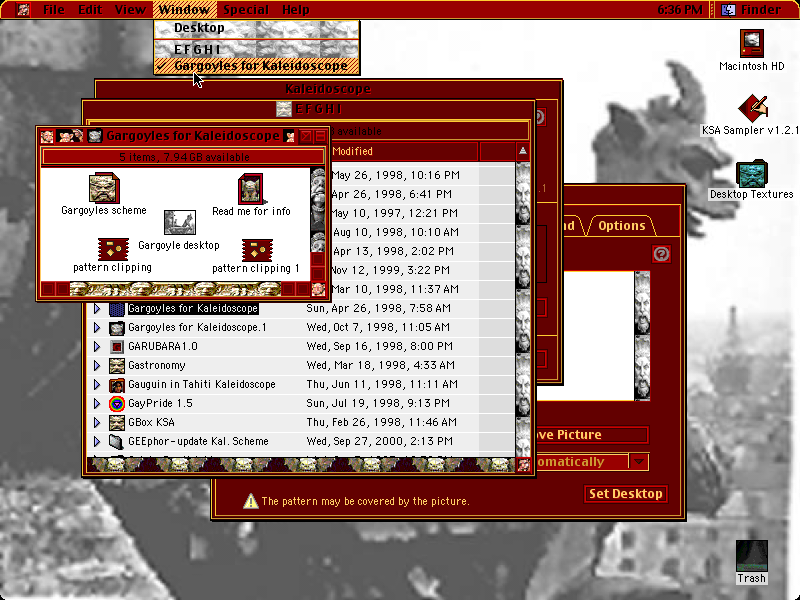 File Edit View Window Special Help 6:36 PM Finder
Desktop
E F G H I
✓ Gargoyles for Kaleidoscope
Macintosh HD
KSA Sampler v1.2.1
Desktop Textures
Trash
Kaleidoscope
E F G H I
available
Gargoyles for Kaleidoscope
5 items, 7.94 GB available
Gargoyles scheme
Read me for info
Gargoyle desktop
pattern clipping
pattern clipping 1
Modified
May 26, 1998, 10:16 PM
Apr 26, 1998, 6:41 PM
May 10, 1997, 12:21 PM
Aug 10, 1998, 10:10 AM
Apr 13, 1998, 2:02 PM
Nov 12, 1999, 3:22 PM
Mar 10, 1998, 11:37 AM
Gargoyles for Kaleidoscope Sun, Apr 26, 1998, 7:58 AM
Gargoyles for Kaleidoscope.1 Wed, Oct 7, 1998, 11:05 AM
GARUBARA1.0 Wed, Sep 16, 1998, 8:00 PM
Gastronomy Wed, Mar 18, 1998, 4:33 AM
Gauguin in Tahiti Kaleidoscope Thu, Jun 11, 1998, 11:11 AM
GayPride 1.5 Sun, Jul 19, 1998, 9:13 PM
GBox KSA Thu, Feb 26, 1998, 11:46 AM
GEEphor-update Kal. Scheme Wed, Sep 27, 2000, 2:13 PM
.1
nd Options
ove Picture
omatically
Set Desktop
The pattern may be covered by the picture.